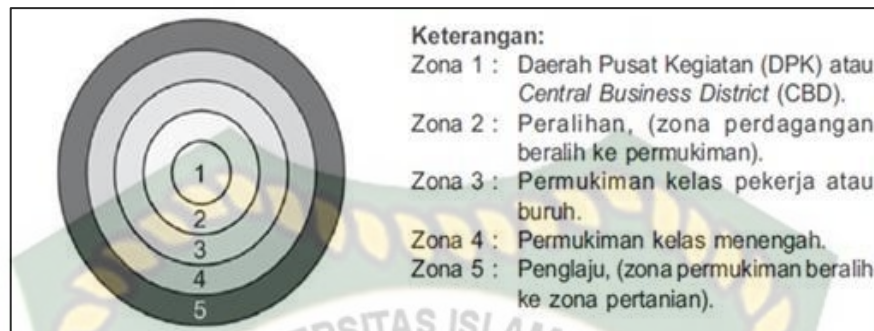 Keterangan:
Zona 1 : Daerah Pusat Kegiatan (DPK) atau
Central Business District (CBD).
Zona 2 : Peralihan, (zona perdagangan
beralih ke permukiman).
Zona 3 : Permukiman kelas pekerja atau
buruh.
Zona 4 : Permukiman kelas menengah.
Zona 5 : Penglaju, (zona permukiman beralih
ke zona pertanian).
1
2
3
4
5